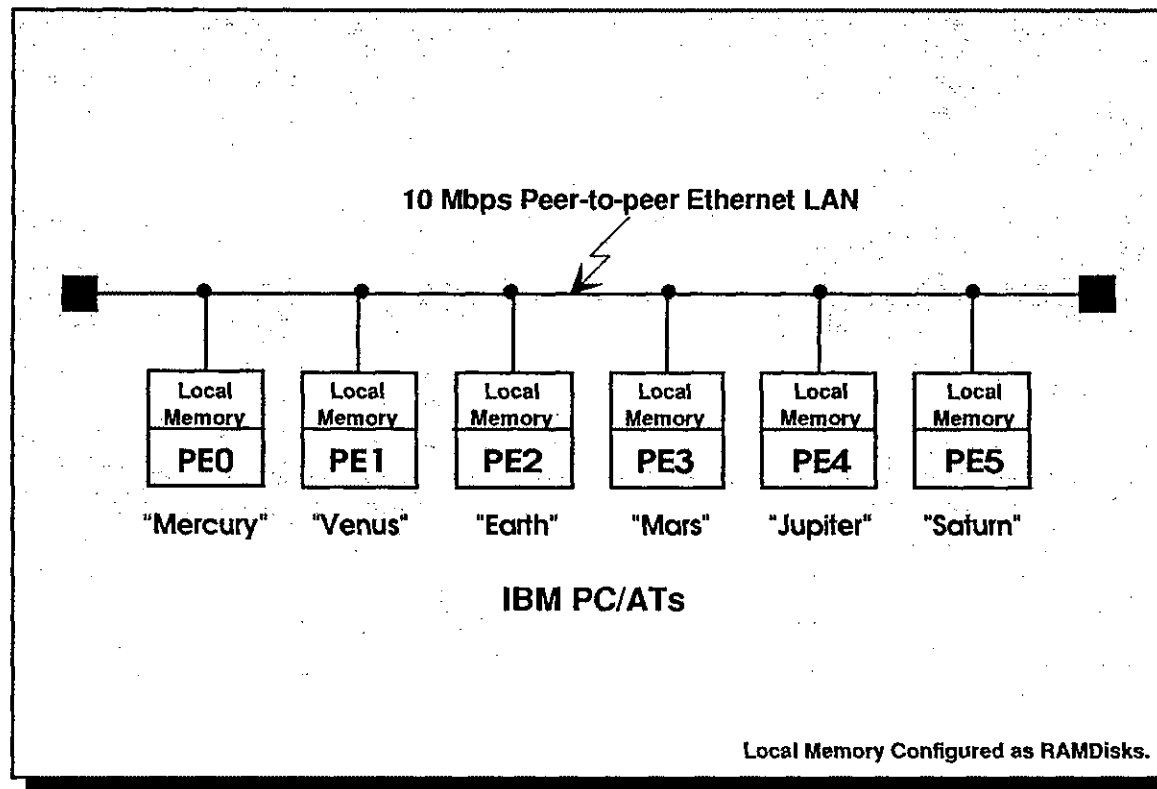 10 Mbps Peer-to-peer Ethernet LAN
Local Memory
PE0
"Mercury"
Local Memory
PE1
"Venus"
Local Memory
PE2
"Earth"
Local Memory
PE3
"Mars"
Local Memory
PE4
"Jupiter"
Local Memory
PE5
"Saturn"
IBM PC/ATs
Local Memory Configured as RAMDisks.